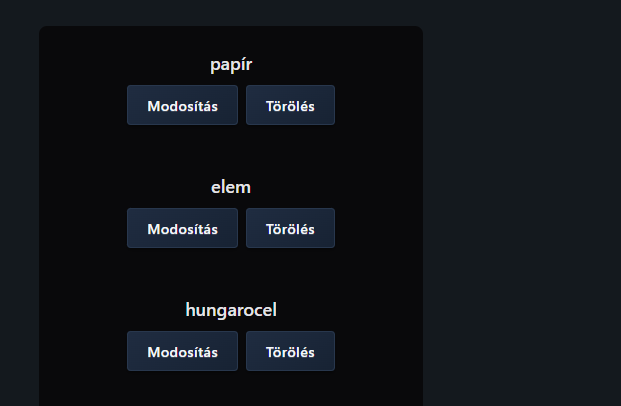 papír
Modosítás Törölés
elem
Modosítás Törölés
hungarocel
Modosítás Törölés